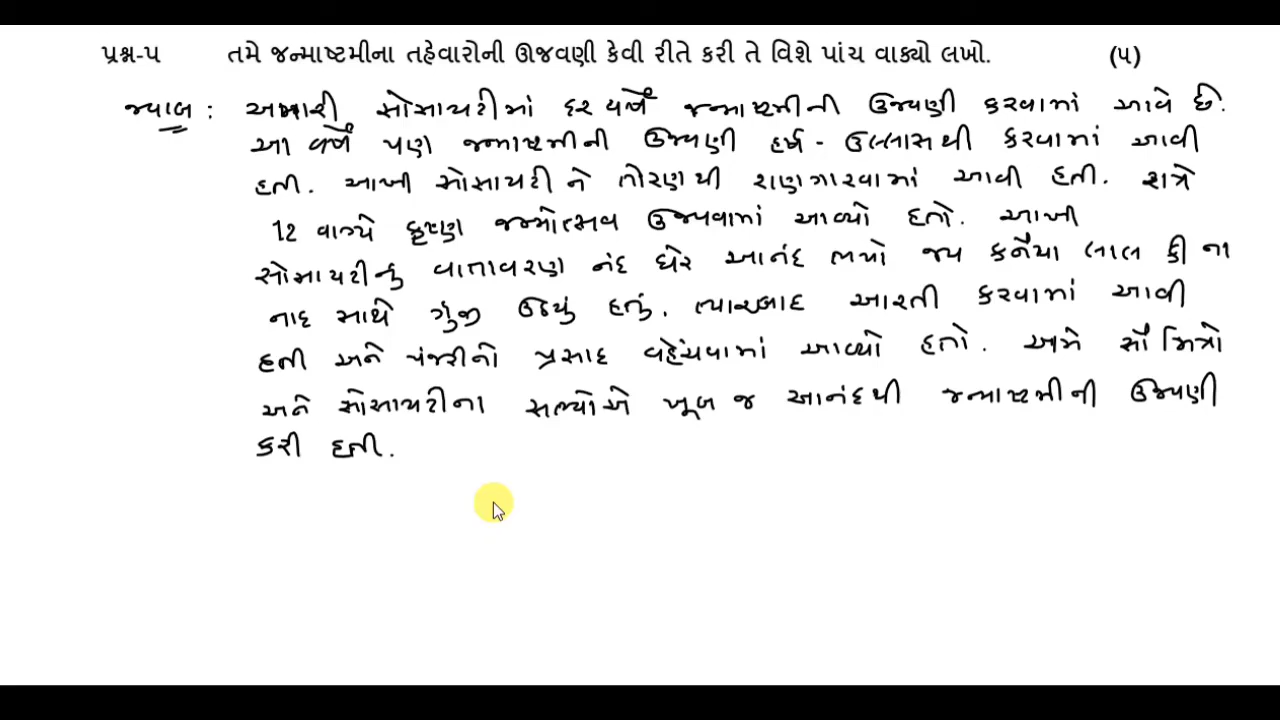 પ્રશ્ન-૫ તમે જન્માષ્ટમીના તહેવારોની ઊજવણી કેવી રીતે કરી તે વિશે પાંચ વાક્યો લખો. (૫)
જવાબ : અમારી સોસાયટીમાં દર વર્ષે જન્માષ્ટમીની ઉજવણી કરવામાં આવે છે.
આ વર્ષે પણ જન્માષ્ટમીની ઉજવણી હર્ષ - ઉલ્લાસથી કરવામાં આવી
હતી. આખી સોસાયટી ને તોરણથી શણગારવામાં આવી હતી. રાત્રે
12 વાગ્યે કૃષ્ણ જન્મોત્સવ ઉજવવામાં આવ્યો હતો. આખી
સોસાયટીનું વાતાવરણ નંદ ઘેર આનંદ ભયો જય કનૈયા લાલ કી ના
નાદ સાથે ગુંજી ઉઠ્યું હતું. ત્યારબાદ આરતી કરવામાં આવી
હતી અને પંજરીનો પ્રસાદ વહેંચવામાં આવ્યો હતો. અમે સૌ મિત્રો
અને સોસાયટીના સભ્યોએ ખૂબ જ આનંદથી જન્માષ્ટમીની ઉજવણી
કરી હતી.